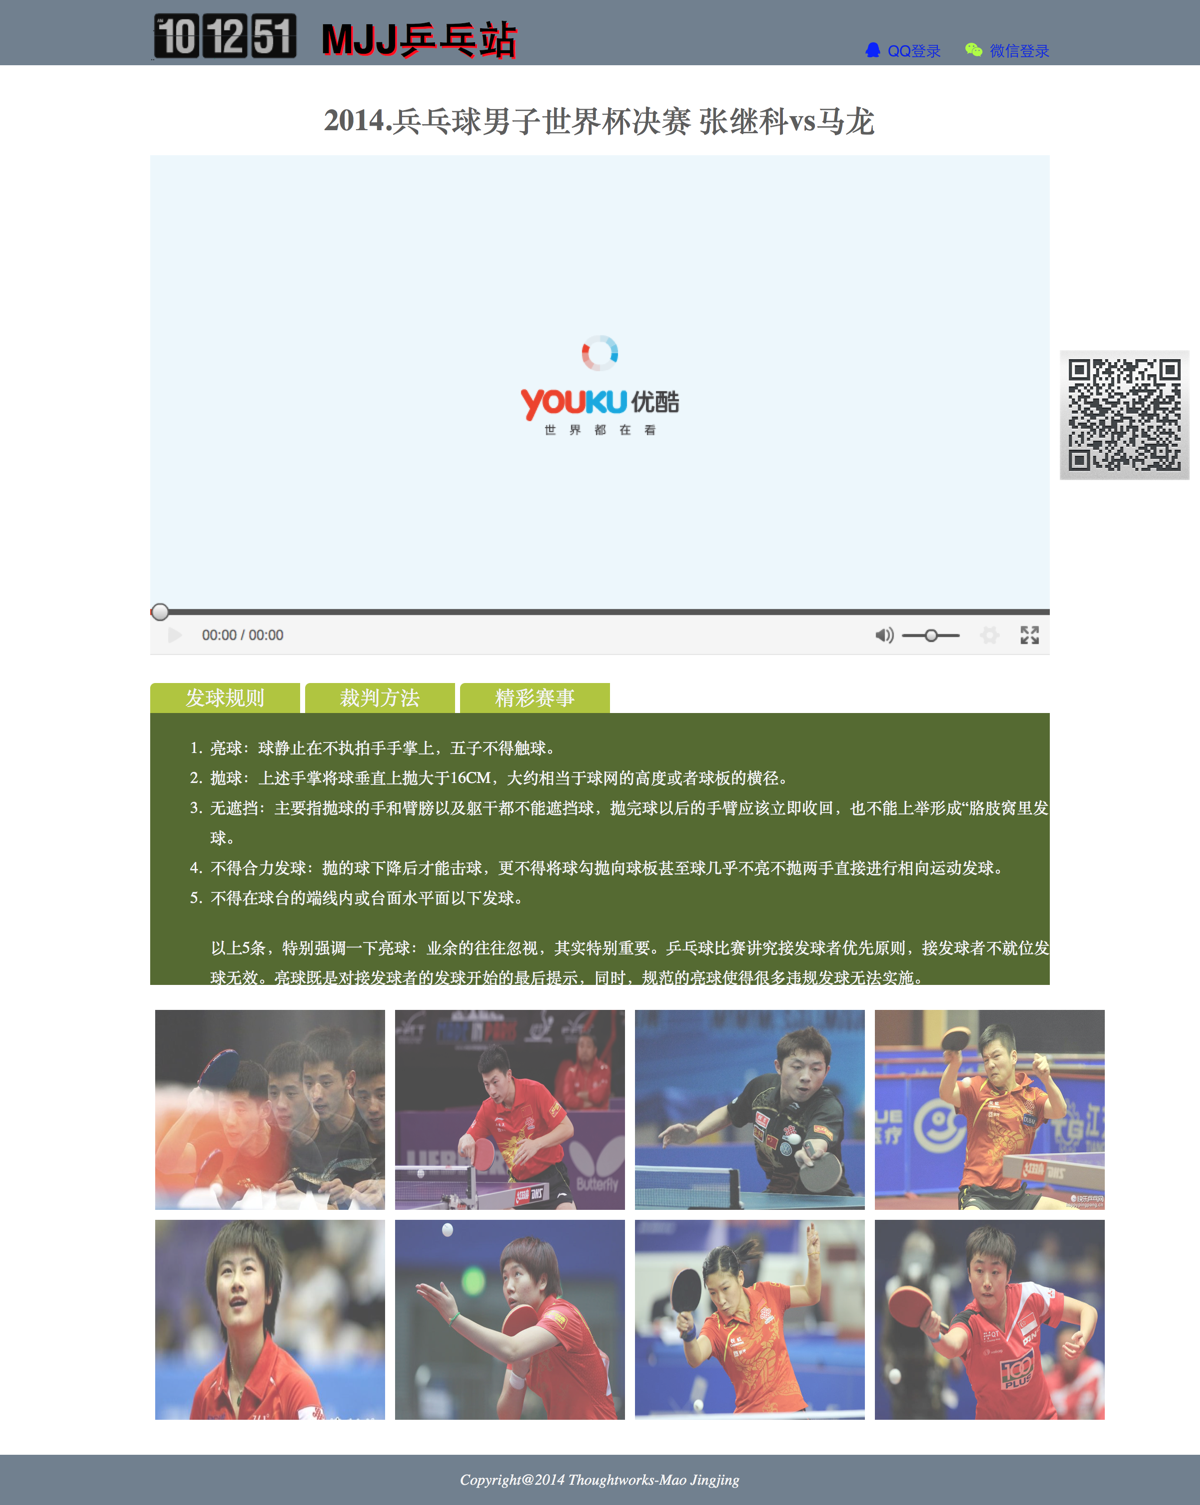 10 12 51
MJJ乒乓站
QQ登录 微信登录
2014.兵乓球男子世界杯决赛 张继科vs马龙
YOUKU 优酷
世界都在看
00:00 / 00:00
发球规则 裁判方法 精彩赛事
1. 亮球：球静止在不执拍手手掌上，五子不得触球。
2. 抛球：上述手掌将球垂直上抛大于16CM，大约相当于球网的高度或者球板的横径。
3. 无遮挡：主要指抛球的手和臂膀以及躯干都不能遮挡球，抛完球以后的手臂应该立即收回，也不能上举形成“胳肢窝里发
球。
4. 不得合力发球：抛的球下降后才能击球，更不得将球勾抛向球板甚至球几乎不亮不抛两手直接进行相向运动发球。
5. 不得在球台的端线内或台面水平面以下发球。
以上5条，特别强调一下亮球：业余的往往忽视，其实特别重要。乒乓球比赛讲究接发球者优先原则，接发球者不就位发
球无效。亮球既是对接发球者的发球开始的最后提示，同时，规范的亮球使得很多违规发球无法实施。
Butterfly
医疗
100
PLUS
Copyright@2014 Thoughtworks-Mao Jingjing